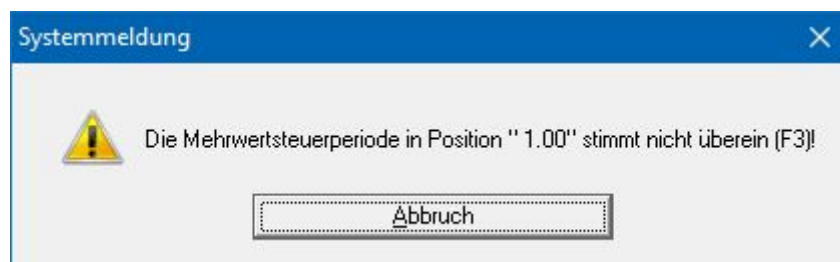 Systemmeldung
Die Mehrwertsteuerperiode in Position " 1.00" stimmt nicht überein (F3)!
Abbruch